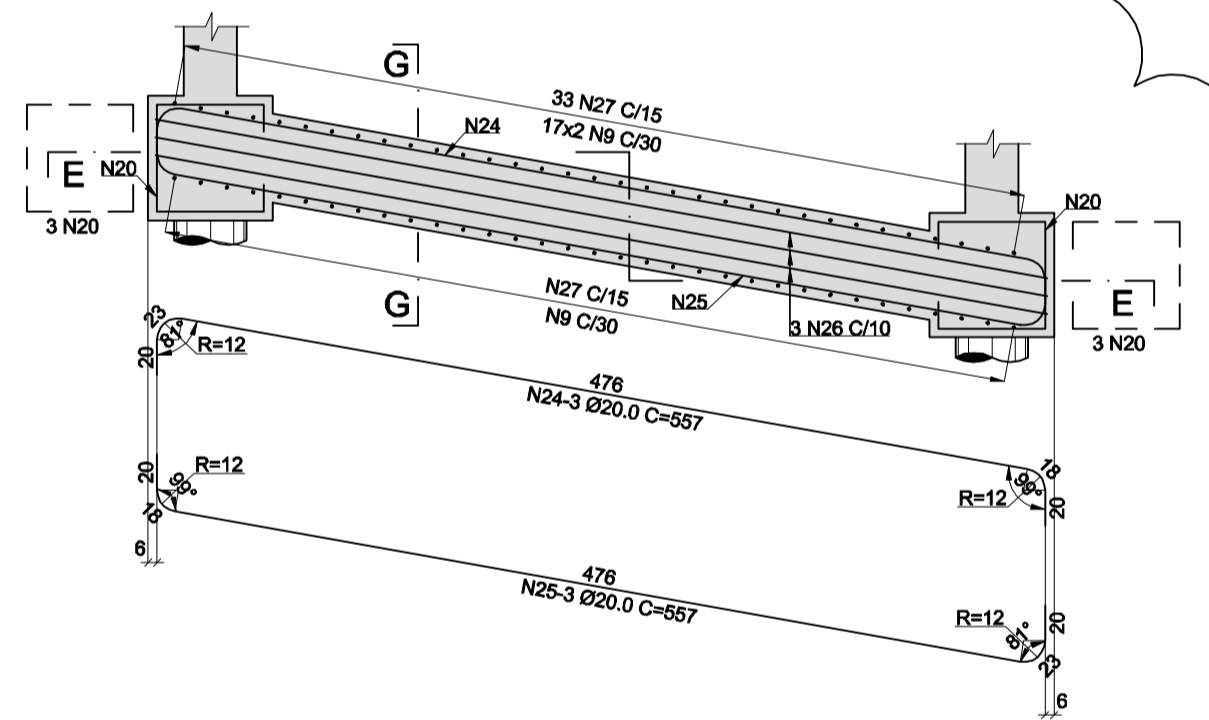 G
33 N27 C/15
17x2 N9 C/30
N24
E
N20
3 N20
N20
E
3 N20
N27 C/15
N9 C/30
G
N25
3 N26 C/10
23
81°
R=12
20
476
N24-3 Ø20.0 C=557
18
99°
R=12
20
20
R=12
99°
18
6
476
N25-3 Ø20.0 C=557
R=12
81°
20
23
6